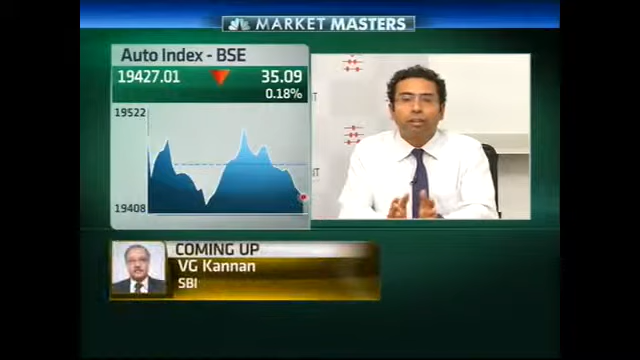 MARKET MASTERS
Auto Index - BSE
19427.01
35.09
0.18%
19522
19408
COMING UP
VG Kannan
SBI